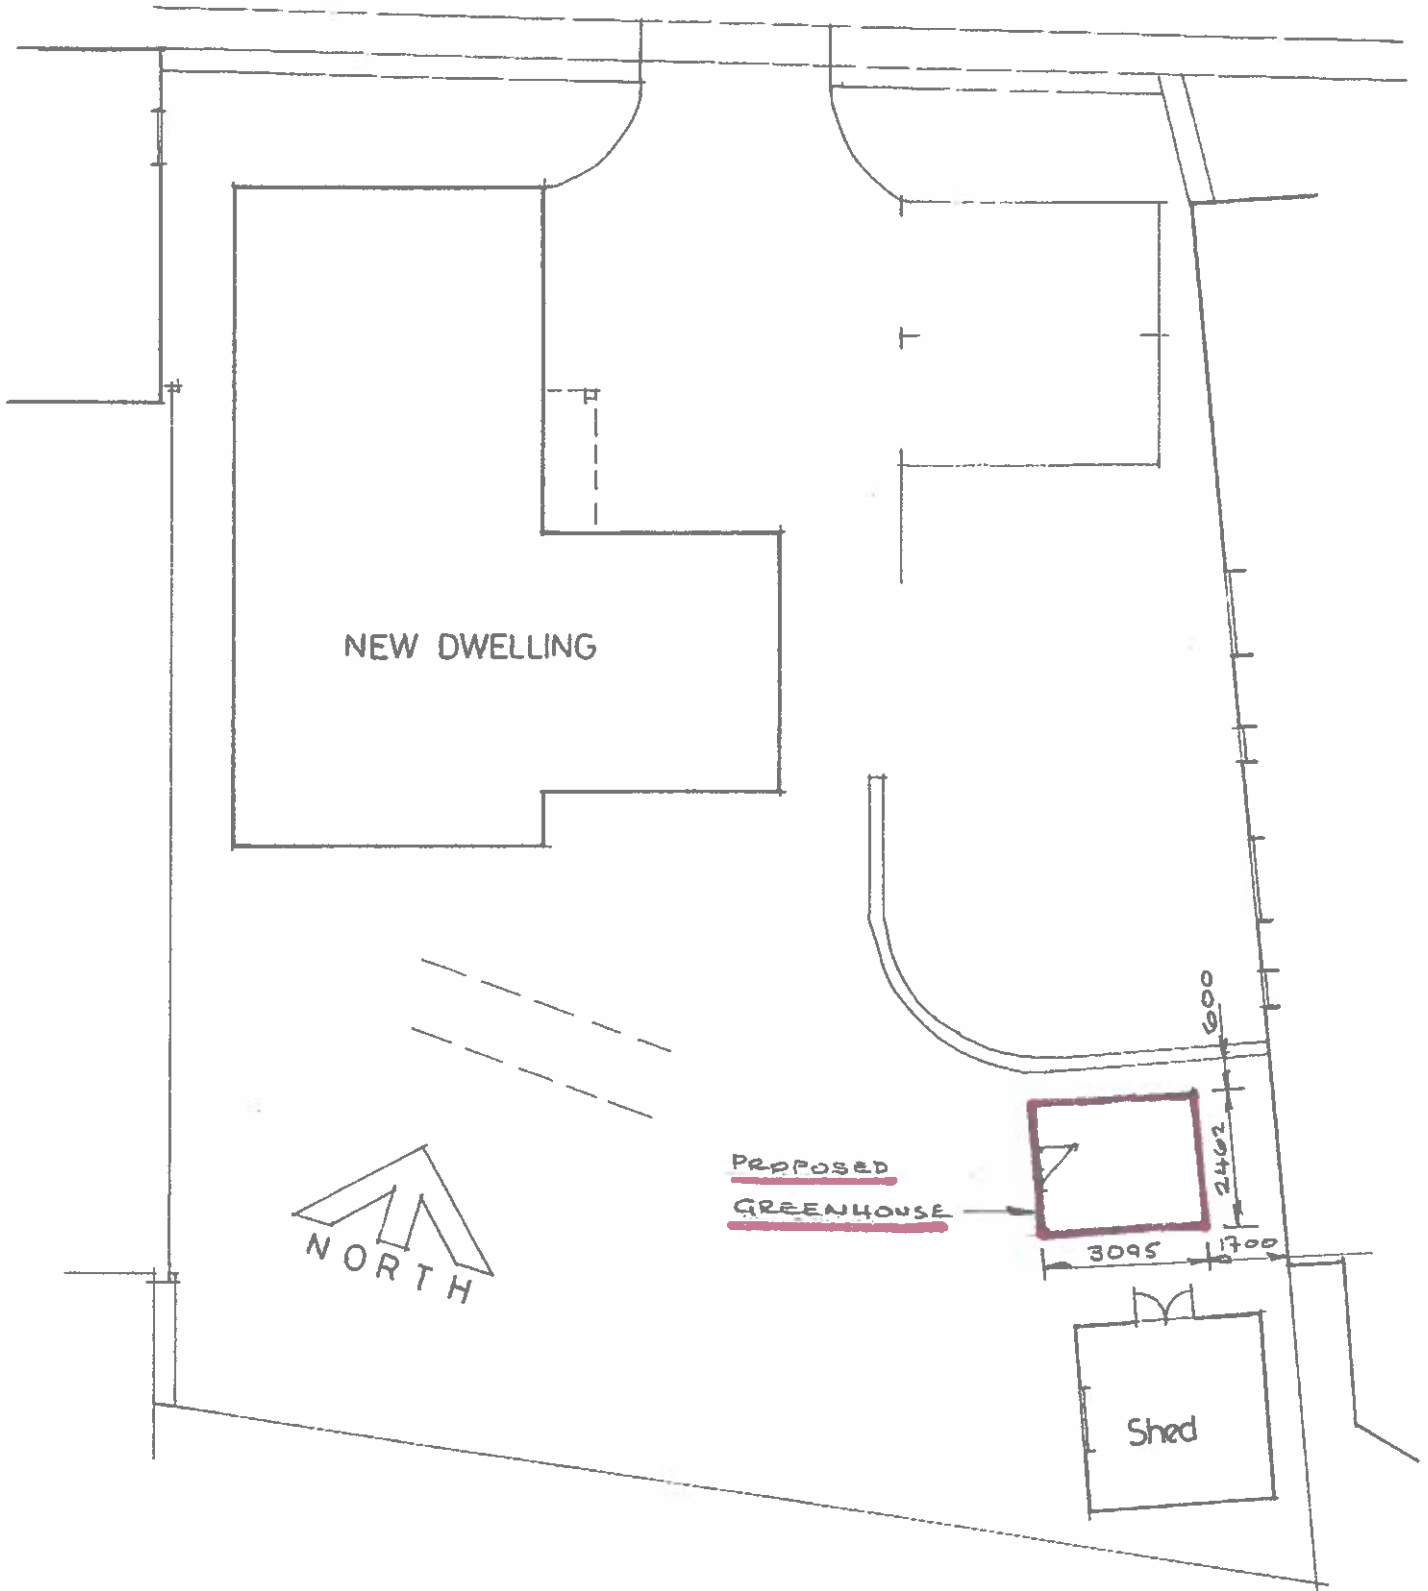 NEW DWELLING
600
PROPOSED
GREENHOUSE
2462
3095
1700
NORTH
Shed